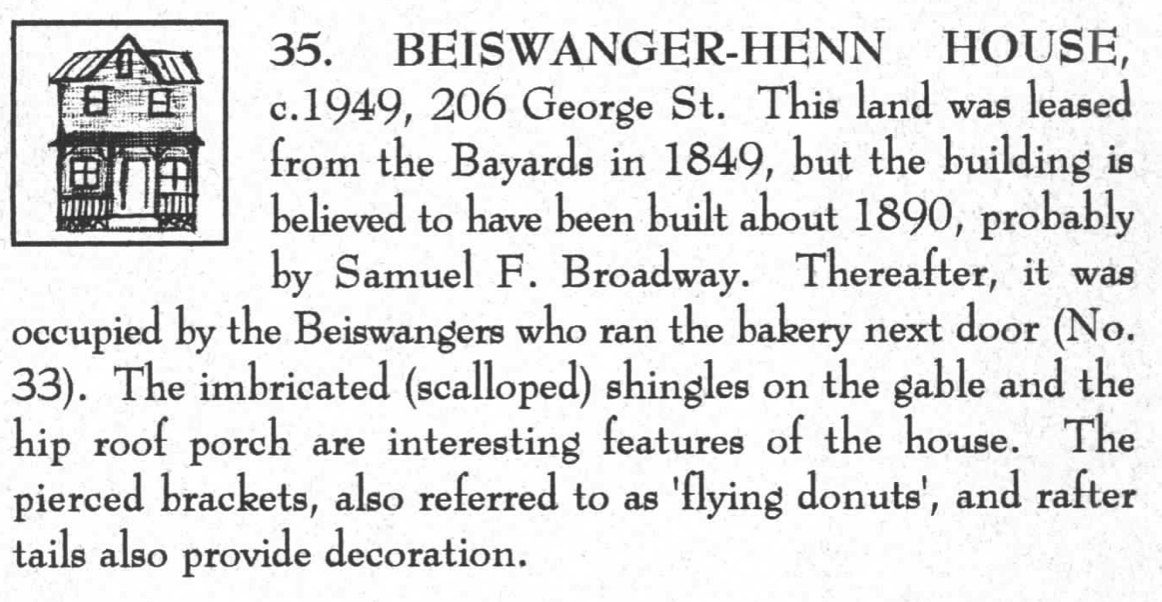 35. BEISWANGER-HENN HOUSE,
c.1949, 206 George St. This land was leased
from the Bayards in 1849, but the building is
believed to have been built about 1890, probably
by Samuel F. Broadway. Thereafter, it was
occupied by the Beiswangers who ran the bakery next door (No.
33). The imbricated (scalloped) shingles on the gable and the
hip roof porch are interesting features of the house. The
pierced brackets, also referred to as 'flying donuts', and rafter
tails also provide decoration.